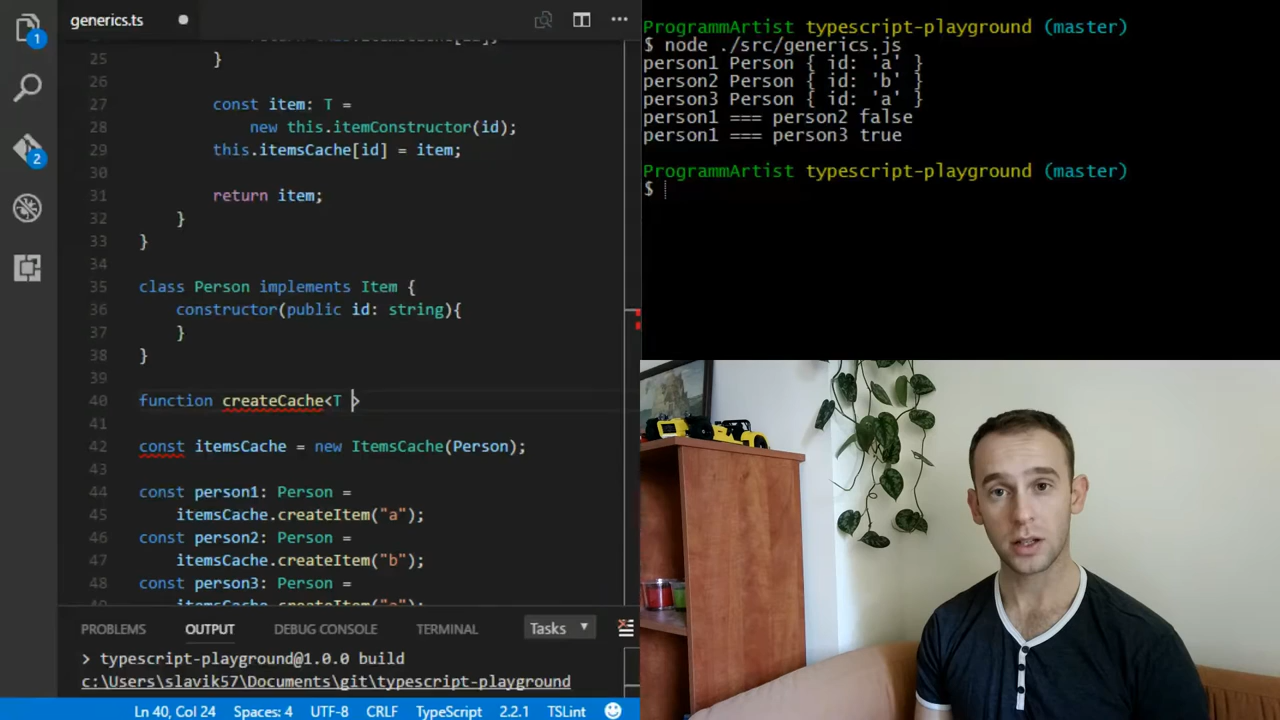 generics.ts
1
2
25 }
26
27 const item: T =
28 new this.itemConstructor(id);
29 this.itemsCache[id] = item;
30
31 return item;
32 }
33 }
34
35 class Person implements Item {
36 constructor(public id: string){
37 }
38 }
39
40 function createCache<T >
41
42 const itemsCache = new ItemsCache(Person);
43
44 const person1: Person =
45 itemsCache.createItem("a");
46 const person2: Person =
47 itemsCache.createItem("b");
48 const person3: Person =
PROBLEMS OUTPUT DEBUG CONSOLE TERMINAL Tasks
> typescript-playground@1.0.0 build
c:\Users\slavik57\Documents\git\typescript-playground
Ln 40, Col 24 Spaces: 4 UTF-8 CRLF TypeScript 2.2.1 TSLint
ProgrammArtist typescript-playground (master)
$ node ./src/generics.js
person1 Person { id: 'a' }
person2 Person { id: 'b' }
person3 Person { id: 'a' }
person1 === person2 false
person1 === person3 true
ProgrammArtist typescript-playground (master)
$